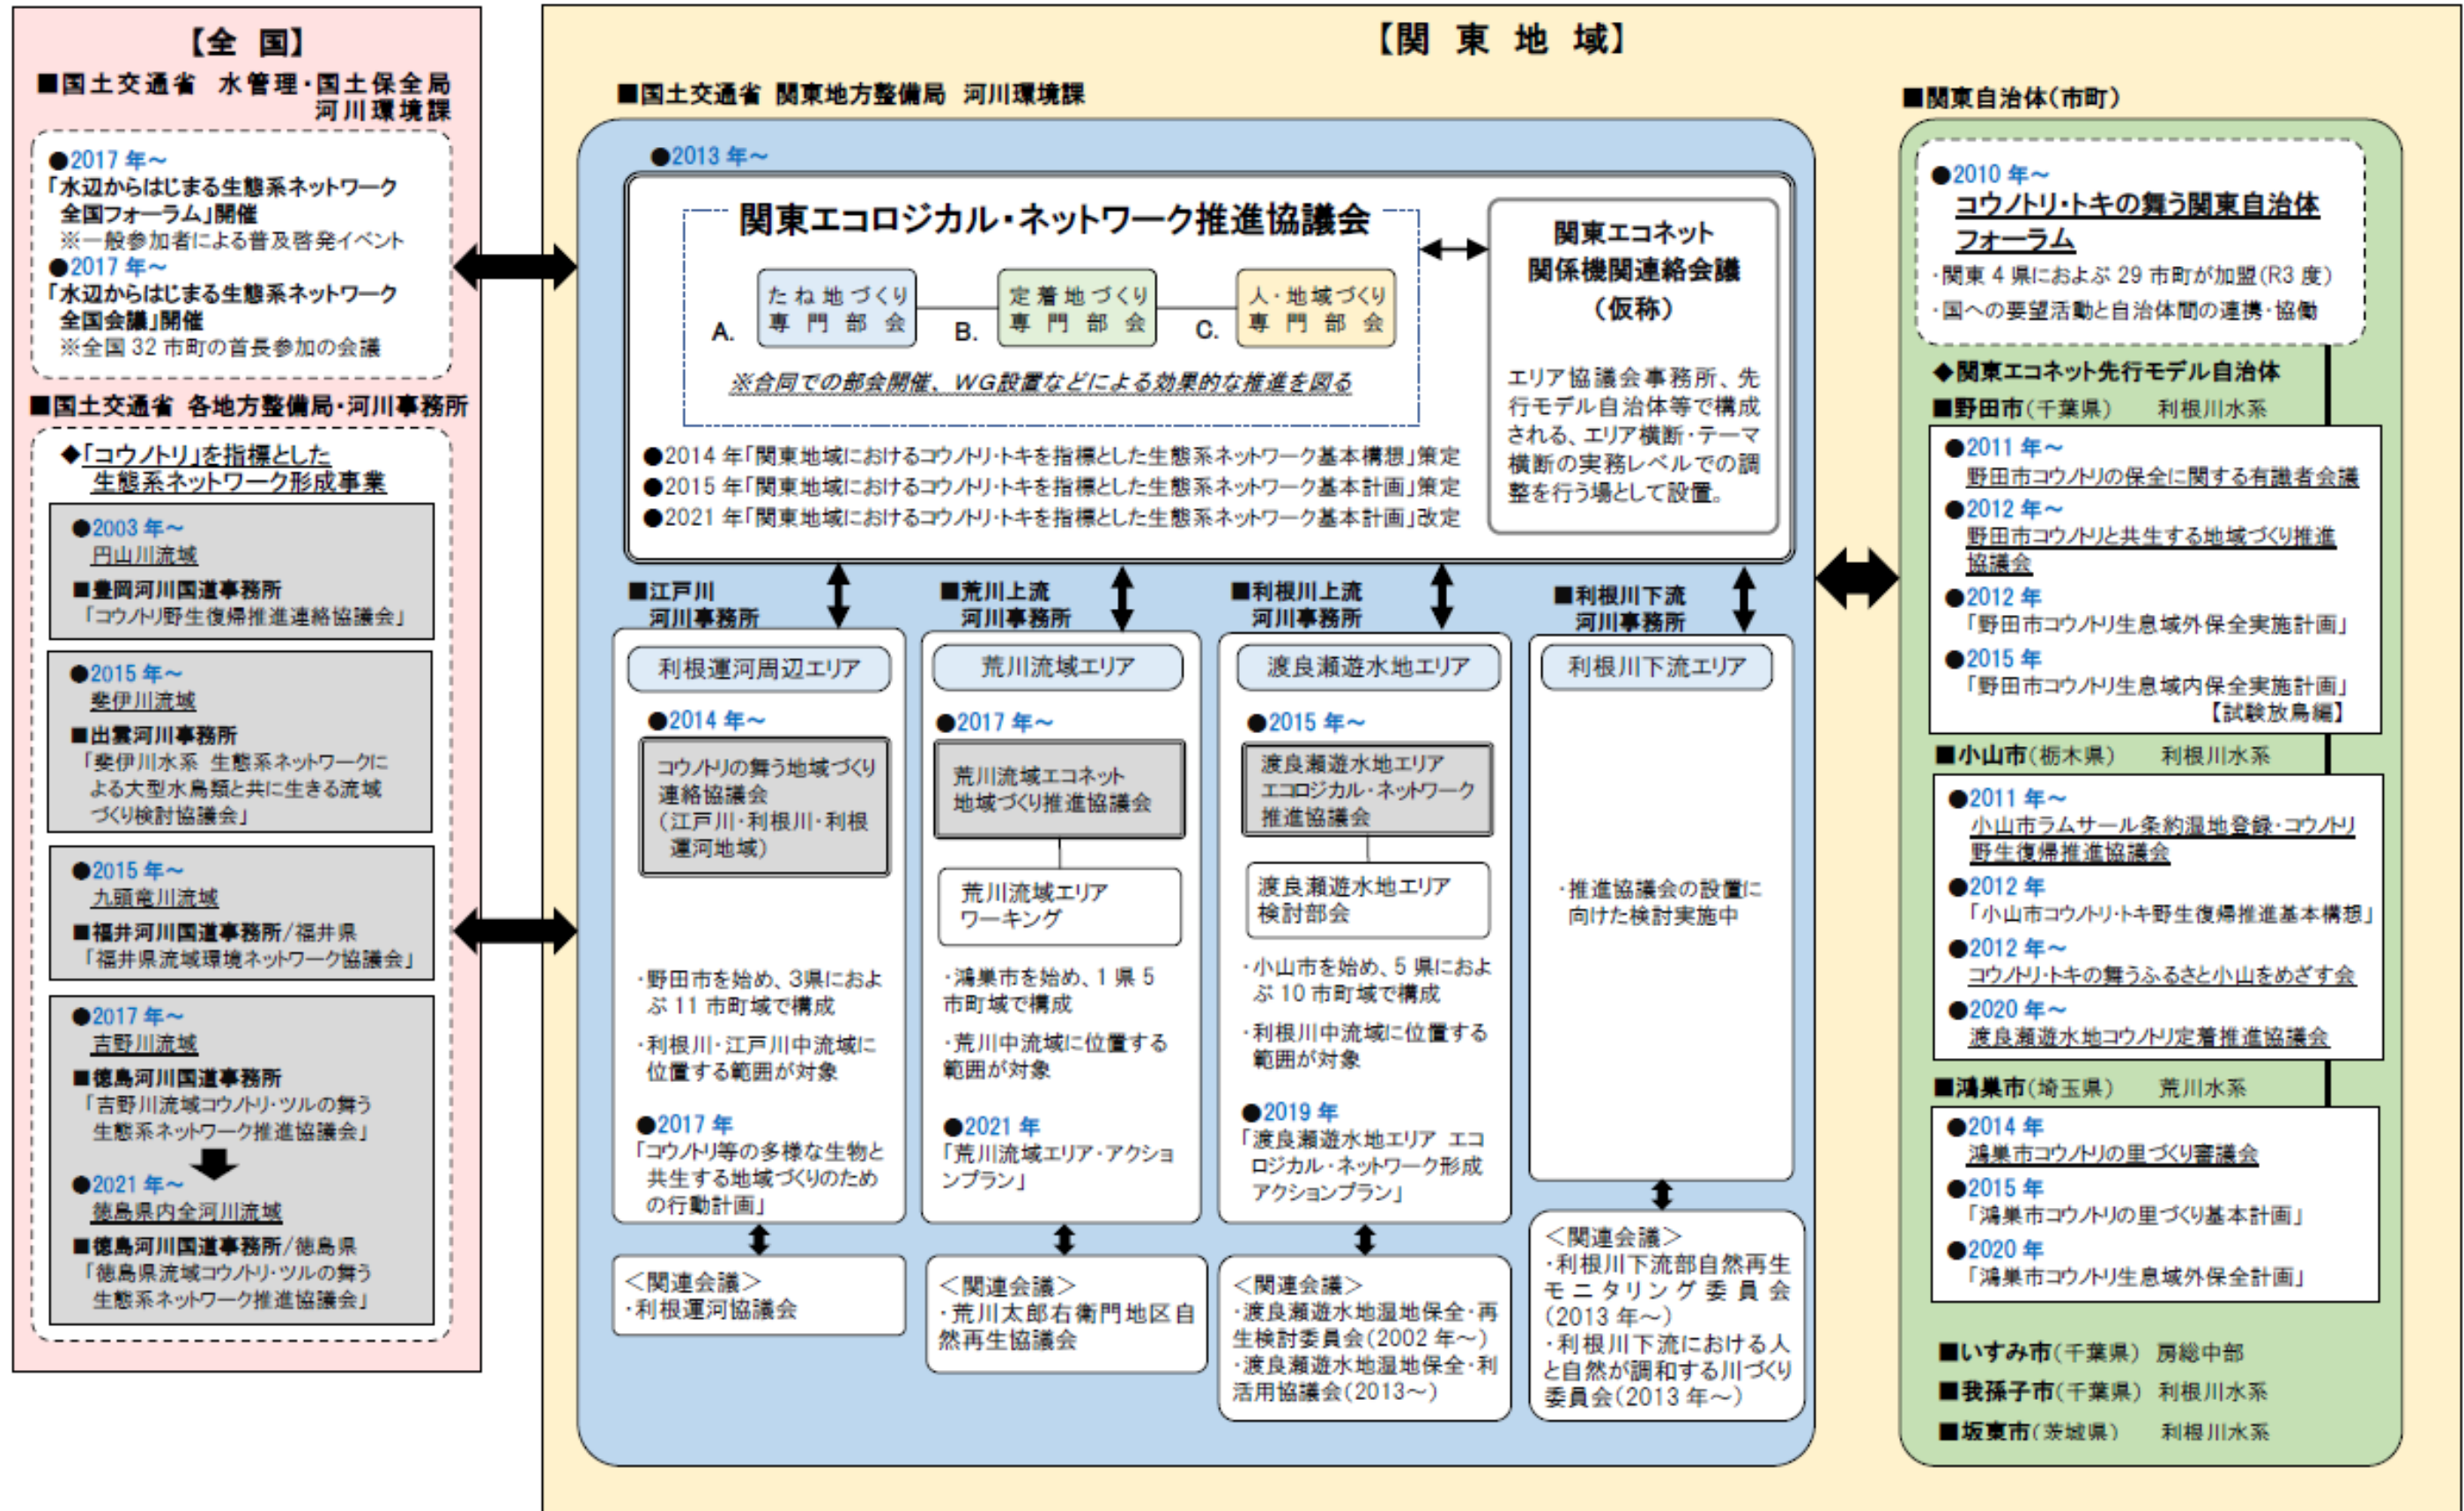 【全 国】
■国土交通省 水管理・国土保全局
河川環境課
●2017 年～
「水辺からはじまる生態系ネットワーク
全国フォーラム」開催
※一般参加者による普及啓発イベント
●2017 年～
「水辺からはじまる生態系ネットワーク
全国会議」開催
※全国 32 市町の首長参加の会議
■国土交通省 各地方整備局・河川事務所
◆「コウノトリ」を指標とした
生態系ネットワーク形成事業
●2003 年～
円山川流域
■豊岡河川国道事務所
「コウノトリ野生復帰推進連絡協議会」
●2015 年～
斐伊川流域
■出雲河川事務所
「斐伊川水系 生態系ネットワークに
よる大型水鳥類と共に生きる流域
づくり検討協議会」
●2015 年～
九頭竜川流域
■福井河川国道事務所/福井県
「福井県流域環境ネットワーク協議会」
●2017 年～
吉野川流域
■徳島河川国道事務所
「吉野川流域コウノトリ・ツルの舞う
生態系ネットワーク推進協議会」
●2021 年～
徳島県内全河川流域
■徳島河川国道事務所/徳島県
「徳島県流域コウノトリ・ツルの舞う
生態系ネットワーク推進協議会」
【関 東 地 域】
■国土交通省 関東地方整備局 河川環境課
●2013 年～
関東エコロジカル・ネットワーク推進協議会
A.
たね地づくり
専門部会
B.
定着地づくり
専門部会
C.
人・地域づくり
専門部会
※合同での部会開催、WG設置などによる効果的な推進を図る
●2014 年「関東地域におけるコウノトリ・トキを指標とした生態系ネットワーク基本構想」策定
●2015 年「関東地域におけるコウノトリ・トキを指標とした生態系ネットワーク基本計画」策定
●2021 年「関東地域におけるコウノトリ・トキを指標とした生態系ネットワーク基本計画」改定
関東エコネット
関係機関連絡会議
（仮称）
エリア協議会事務所、先
行モデル自治体等で構成
される、エリア横断・テーマ
横断の実務レベルでの調
整を行う場として設置。
■江戸川
河川事務所
利根運河周辺エリア
●2014 年～
コウノトリの舞う地域づくり
連絡協議会
（江戸川・利根川・利根
運河地域）
・野田市を始め、3県におよ
ぶ 11 市町域で構成
・利根川・江戸川中流域に
位置する範囲が対象
●2017 年
「コウノトリ等の多様な生物と
共生する地域づくりのため
の行動計画」
＜関連会議＞
・利根運河協議会
■荒川上流
河川事務所
荒川流域エリア
●2017 年～
荒川流域エコネット
地域づくり推進協議会
荒川流域エリア
ワーキング
・鴻巣市を始め、1 県 5
市町域で構成
・荒川中流域に位置する
範囲が対象
●2021 年
「荒川流域エリア・アクショ
ンプラン」
＜関連会議＞
・荒川太郎右衛門地区自
然再生協議会
■利根川上流
河川事務所
渡良瀬遊水地エリア
●2015 年～
渡良瀬遊水地エリア
エコロジカル・ネットワーク
推進協議会
渡良瀬遊水地エリア
検討部会
・小山市を始め、5 県におよ
ぶ 10 市町域で構成
・利根川中流域に位置する
範囲が対象
●2019 年
「渡良瀬遊水地エリア エコ
ロジカル・ネットワーク形成
アクションプラン」
＜関連会議＞
・渡良瀬遊水地湿地保全・再
生検討委員会(2002 年～)
・渡良瀬遊水地湿地保全・利
活用協議会(2013～)
■利根川下流
河川事務所
利根川下流エリア
・推進協議会の設置に
向けた検討実施中
＜関連会議＞
・利根川下流部自然再生
モニタリング委員会
(2013 年～)
・利根川下流における人
と自然が調和する川づくり
委員会(2013 年～)
■関東自治体(市町)
●2010 年～
コウノトリ・トキの舞う関東自治体
フォーラム
・関東 4 県におよぶ 29 市町が加盟(R3 度)
・国への要望活動と自治体間の連携・協働
◆関東エコネット先行モデル自治体
■野田市(千葉県) 利根川水系
●2011 年～
野田市コウノトリの保全に関する有識者会議
●2012 年～
野田市コウノトリと共生する地域づくり推進
協議会
●2012 年
「野田市コウノトリ生息域外保全実施計画」
●2015 年
「野田市コウノトリ生息域内保全実施計画」
【試験放鳥編】
■小山市(栃木県) 利根川水系
●2011 年～
小山市ラムサール条約湿地登録・コウノトリ
野生復帰推進協議会
●2012 年
「小山市コウノトリ・トキ野生復帰推進基本構想」
●2012 年～
コウノトリ・トキの舞うふるさと小山をめざす会
●2020 年～
渡良瀬遊水地コウノトリ定着推進協議会
■鴻巣市(埼玉県) 荒川水系
●2014 年
鴻巣市コウノトリの里づくり審議会
●2015 年
「鴻巣市コウノトリの里づくり基本計画」
●2020 年
「鴻巣市コウノトリ生息域外保全計画」
■いすみ市(千葉県) 房総中部
■我孫子市(千葉県) 利根川水系
■坂東市(茨城県) 利根川水系